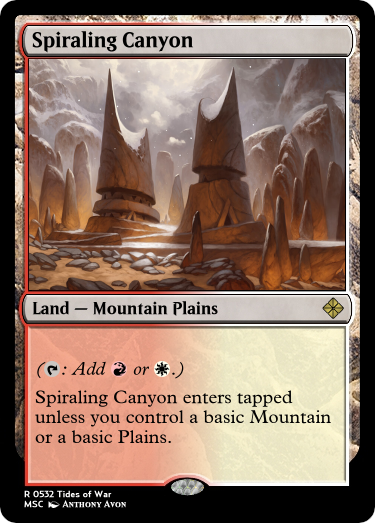 Spiraling Canyon
Land — Mountain Plains
(: Add or .)
Spiraling Canyon enters tapped
unless you control a basic Mountain
or a basic Plains.
R 0532 Tides of War
MSC Anthony Avon